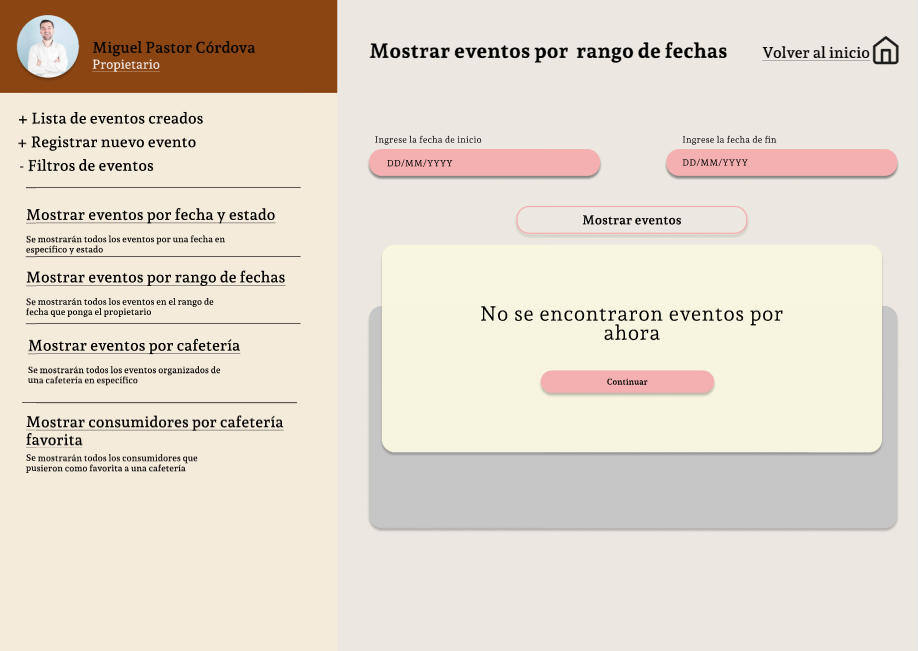 Miguel Pastor Córdova
Propietario
+ Lista de eventos creados
+ Registrar nuevo evento
- Filtros de eventos
Mostrar eventos por fecha y estado
Se mostrarán todos los eventos por una fecha en
específico y estado
Mostrar eventos por rango de fechas
Se mostrarán todos los eventos en el rango de
fecha que ponga el propietario
Mostrar eventos por cafetería
Se mostrarán todos los eventos organizados de
una cafetería en específico
Mostrar consumidores por cafetería
favorita
Se mostrarán todos los consumidores que
pusieron como favorita a una cafetería
Mostrar eventos por rango de fechas
Volver al inicio
Ingrese la fecha de inicio
DD/MM/YYYY
Ingrese la fecha de fin
DD/MM/YYYY
Mostrar eventos
No se encontraron eventos por
ahora
Continuar